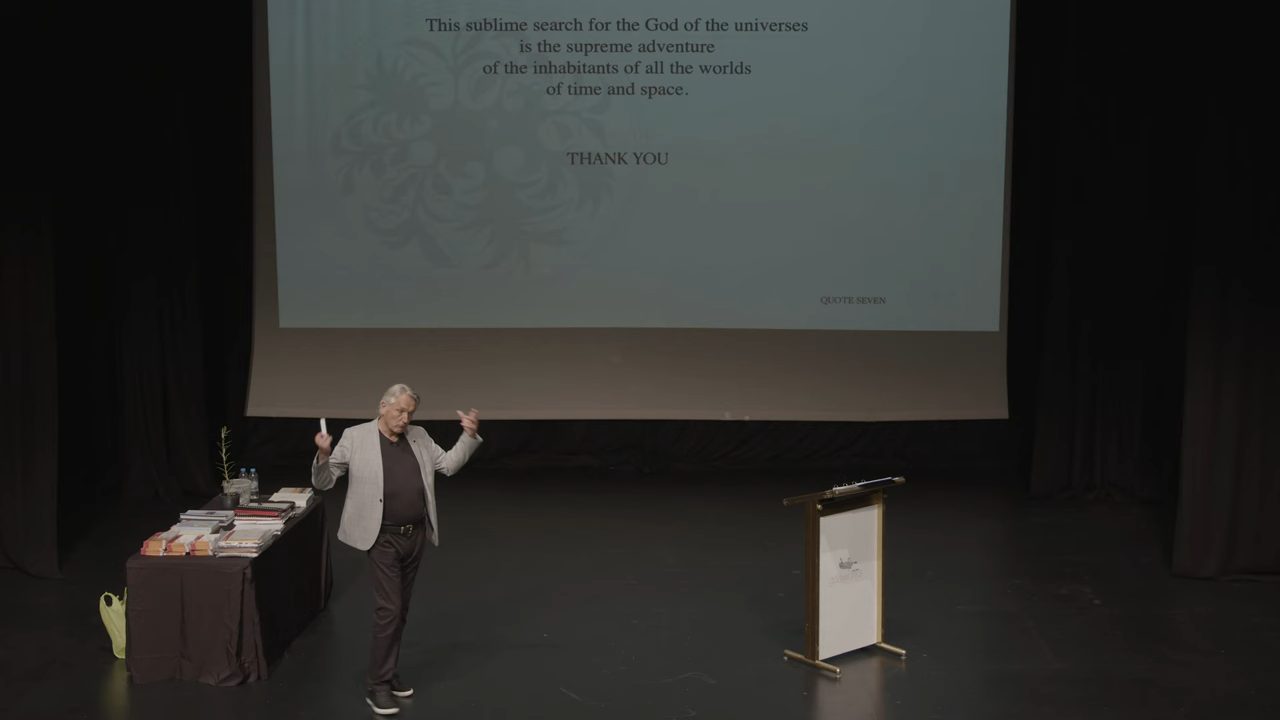 This sublime search for the God of the universes
is the supreme adventure
of the inhabitants of all the worlds
of time and space.
THANK YOU
QUOTE SEVEN